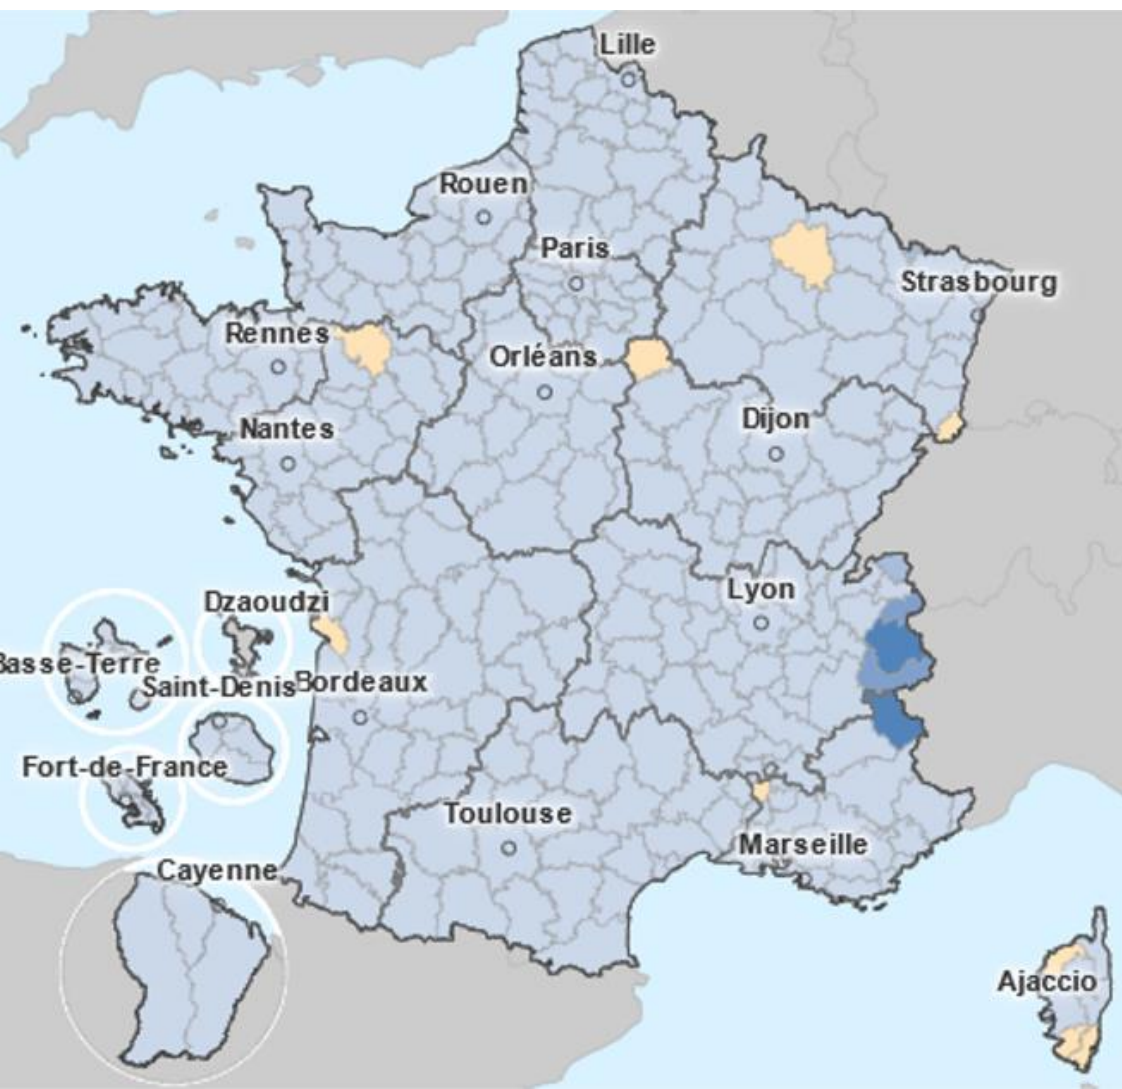 Lille
Rouen
Paris
Strasbourg
Rennes
Orléans
Dijon
Nantes
Lyon
Dzaoudzi
Basse-Terre
Saint-Denis
Bordeaux
Fort-de-France
Toulouse
Marseille
Cayenne
Ajaccio